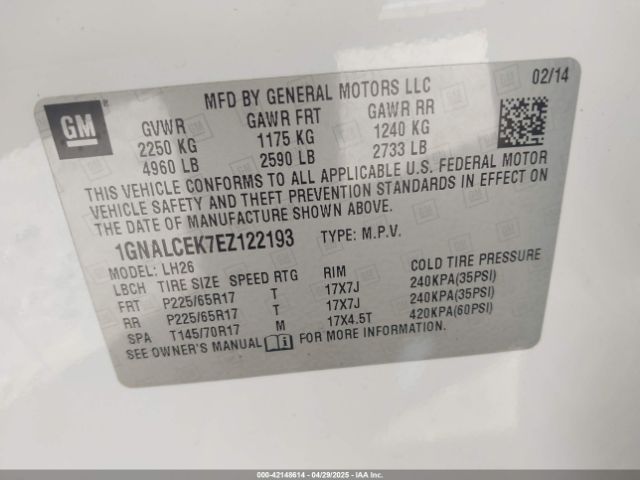 MFD BY GENERAL MOTORS LLC
02/14
GM
GVWR GAWR FRT GAWR RR
2250 KG 1175 KG 1240 KG
4960 LB 2590 LB 2733 LB
THIS VEHICLE CONFORMS TO ALL APPLICABLE U.S. FEDERAL MOTOR
VEHICLE SAFETY AND THEFT PREVENTION STANDARDS IN EFFECT ON
THE DATE OF MANUFACTURE SHOWN ABOVE.
1GNALCEK7EZ122193 TYPE: M.P.V.
MODEL: LH26
LBCH TIRE SIZE SPEED RTG RIM COLD TIRE PRESSURE
FRT P225/65R17 T 17X7J 240KPA(35PSI)
RR P225/65R17 T 17X7J 240KPA(35PSI)
SPA T145/70R17 M 17X4.5T 420KPA(60PSI)
SEE OWNER'S MANUAL FOR MORE INFORMATION.
000-42148614 - 04/29/2025 - IAAI.COM